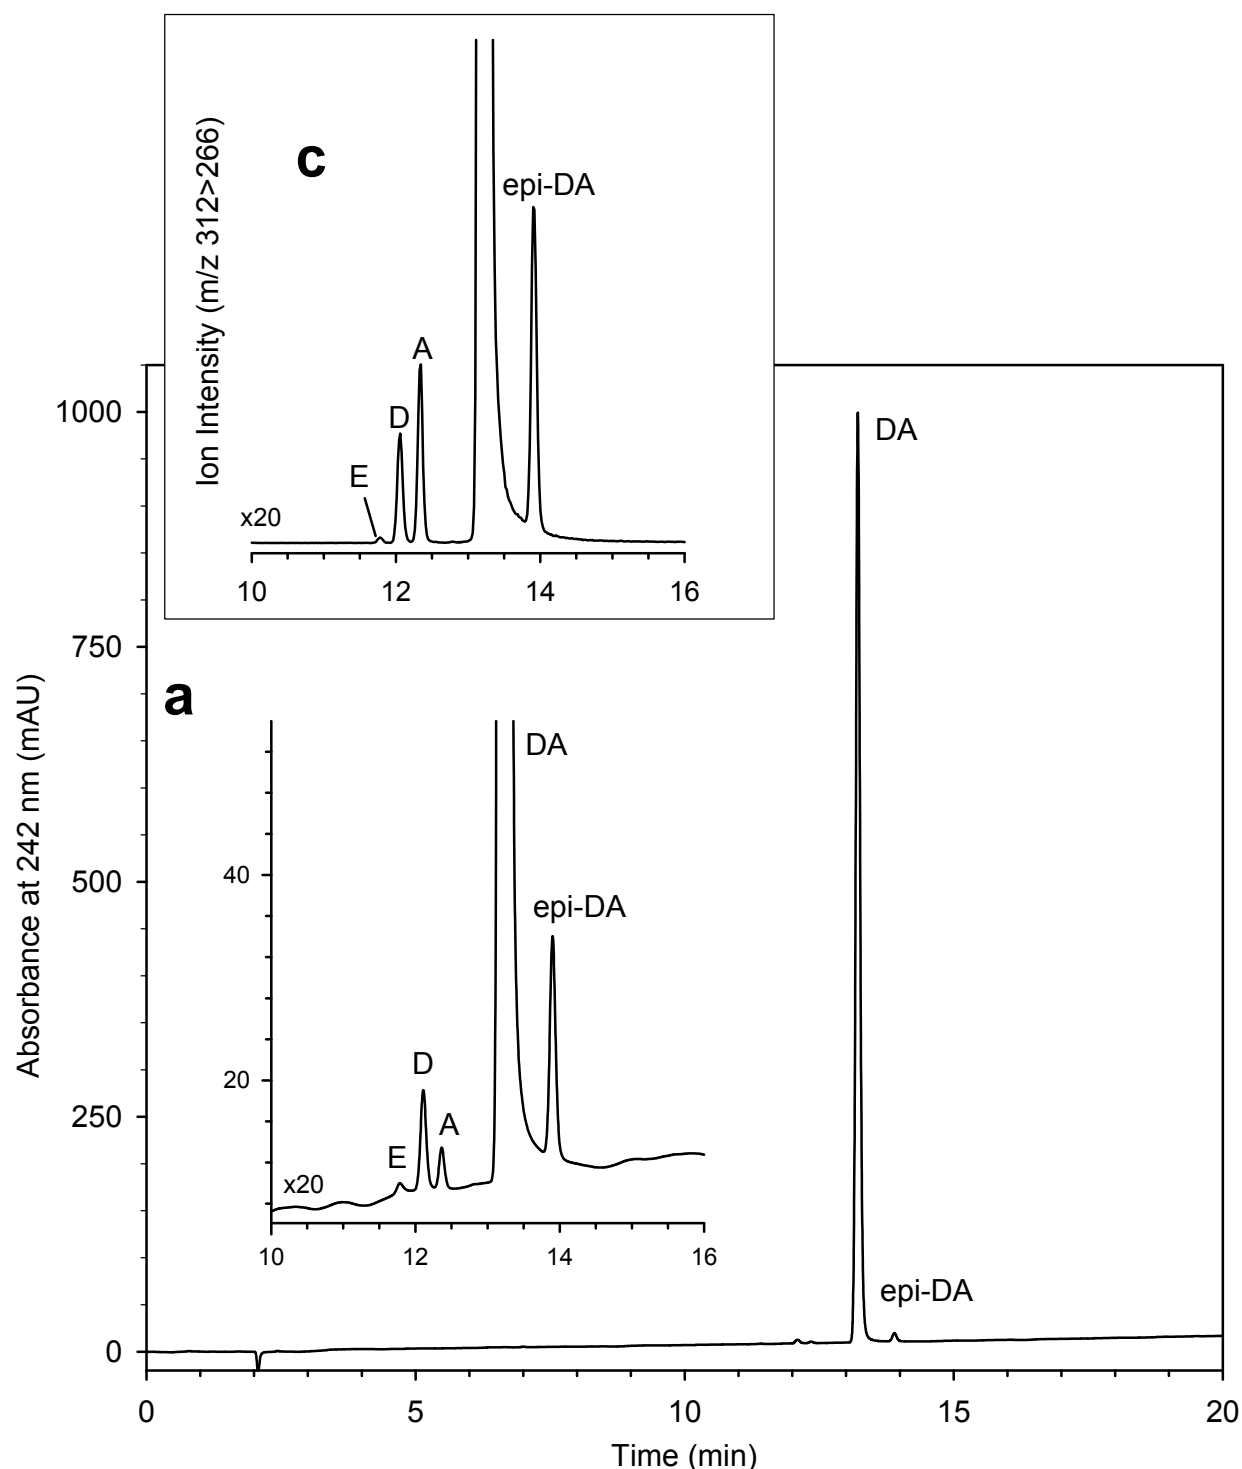 c
Ion Intensity (m/z 312>266)
epi-DA
A
D
E
x20
10 12 14 16
a
Absorbance at 242 nm (mAU)
1000
750
500
250
0
DA
epi-DA
DA
40
epi-DA
20
D
A
E
x20
10 12 14 16
0 5 10 15 20
Time (min)